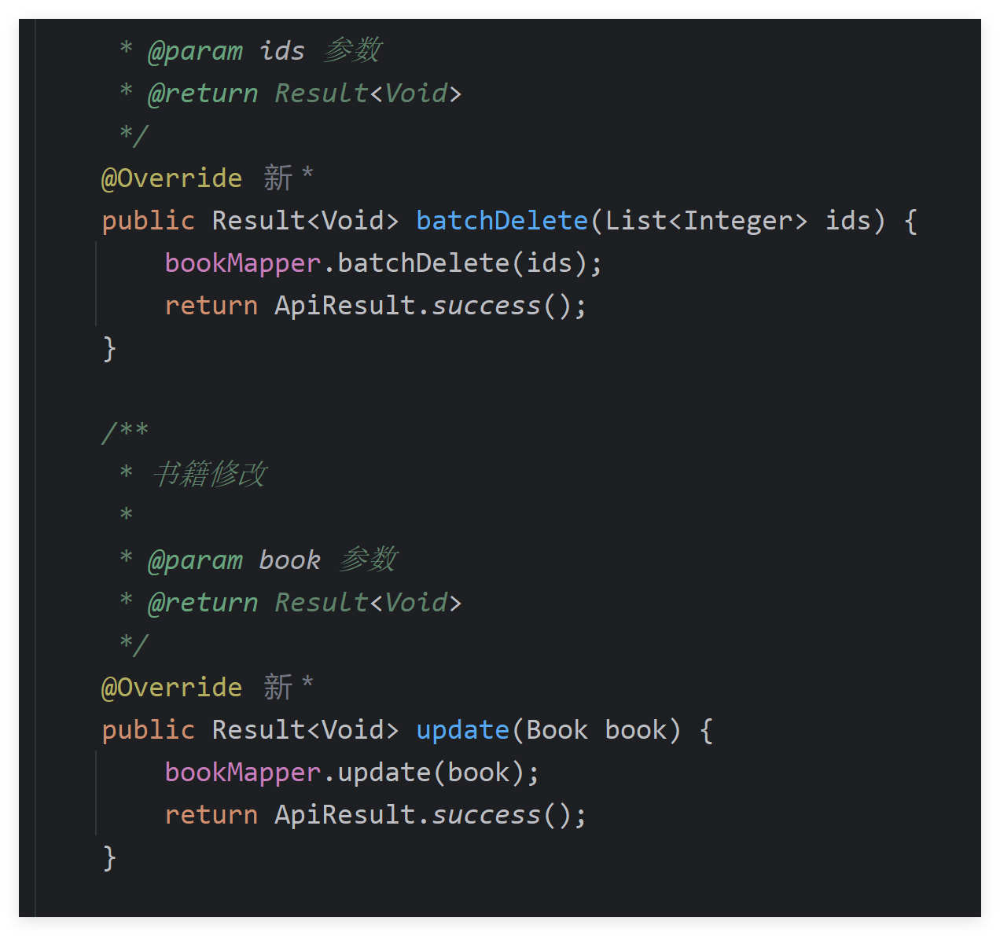 * @param ids 参数
* @return Result<Void>
*/
@Override 新 *
public Result<Void> batchDelete(List<Integer> ids) {
bookMapper.batchDelete(ids);
return ApiResult.success();
}
/**
* 书籍修改
*
* @param book 参数
* @return Result<Void>
*/
@Override 新 *
public Result<Void> update(Book book) {
bookMapper.update(book);
return ApiResult.success();
}